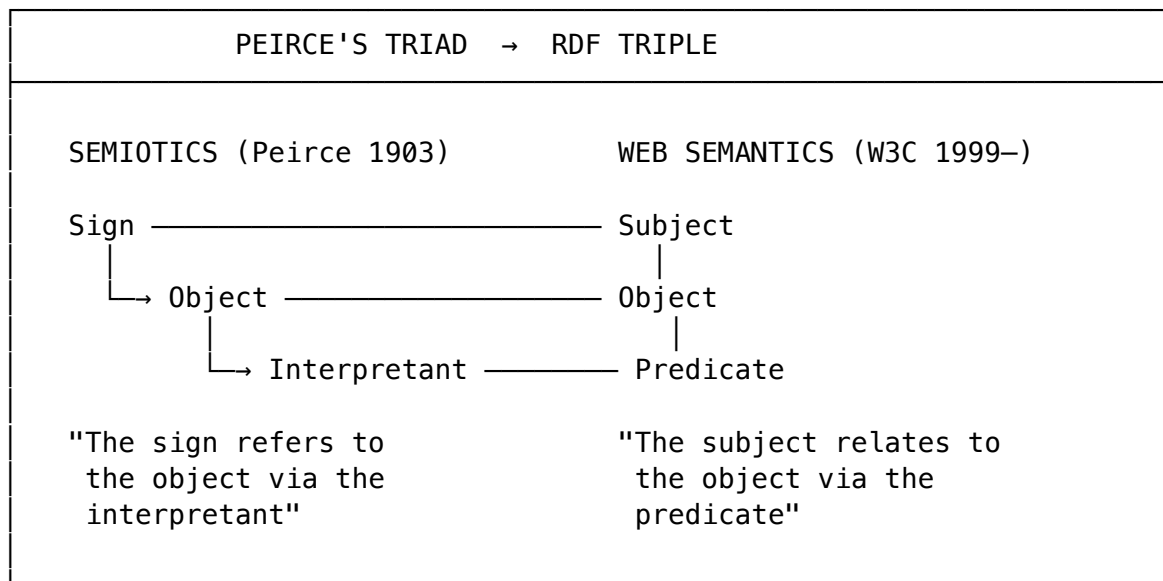 PEIRCE'S TRIAD → RDF TRIPLE
SEMIOTICS (Peirce 1903) WEB SEMANTICS (W3C 1999–)
Sign Subject
Object Object
Interpretant Predicate
"The sign refers to "The subject relates to
the object via the the object via the
interpretant" predicate"